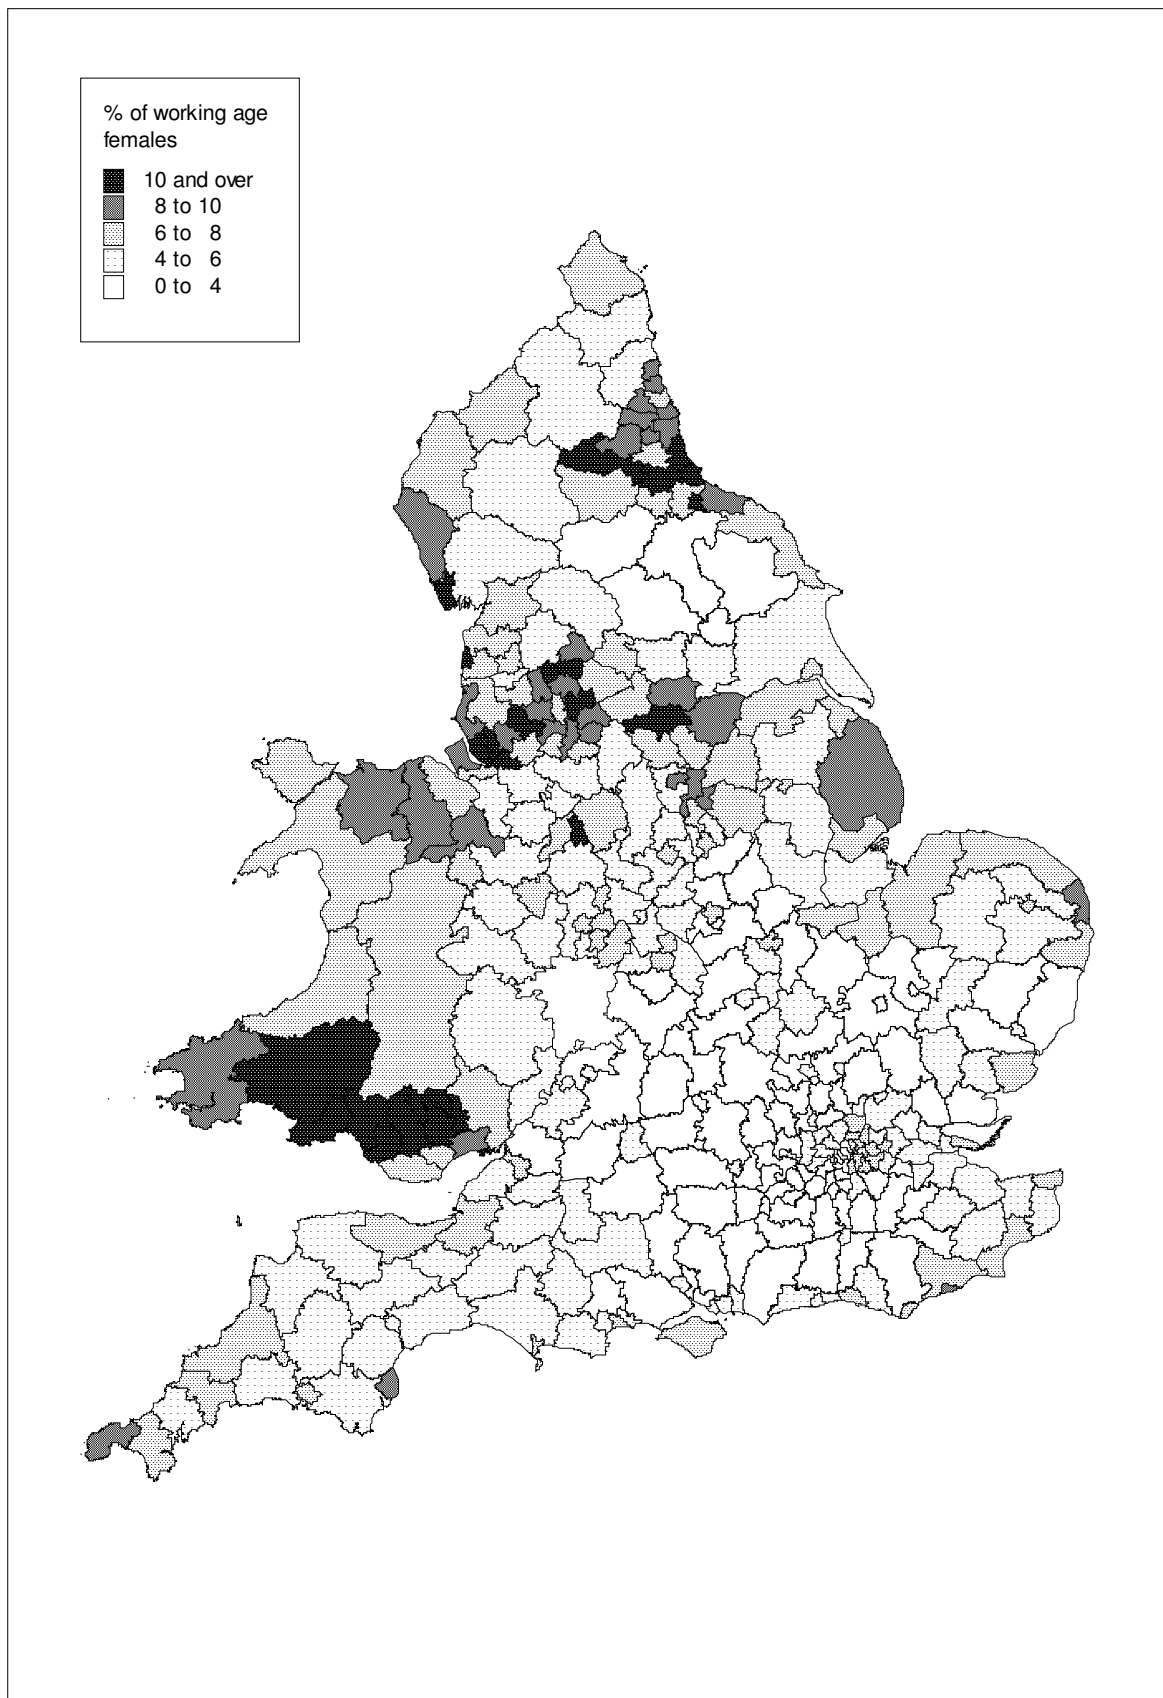 % of working age
females
10 and over
8 to 10
6 to 8
4 to 6
0 to 4